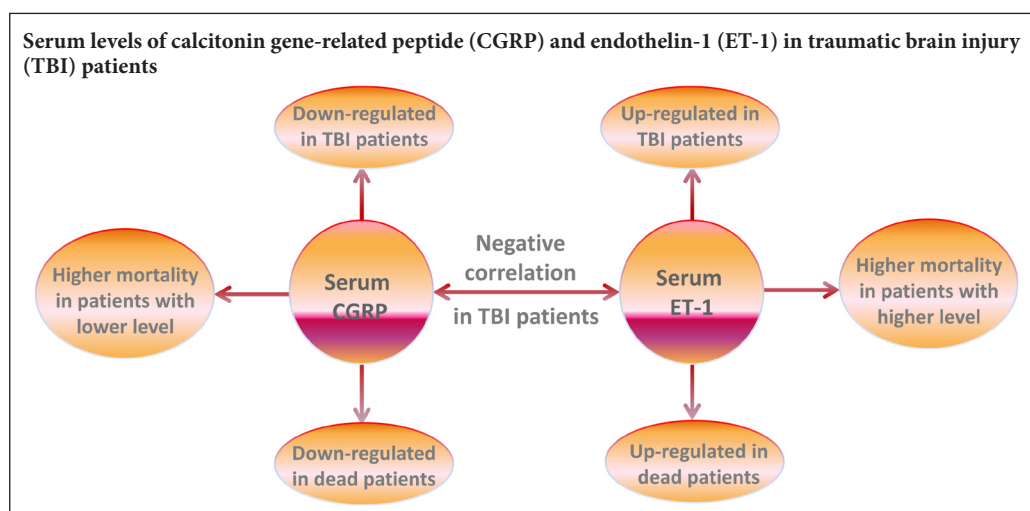 Serum levels of calcitonin gene-related peptide (CGRP) and endothelin-1 (ET-1) in traumatic brain injury
(TBI) patients
Down-regulated
in TBI patients
Up-regulated in
TBI patients
Higher mortality
in patients with
lower level
Serum
CGRP
Negative
correlation
in TBI patients
Serum
ET-1
Higher mortality
in patients with
higher level
Down-regulated
in dead patients
Up-regulated in
dead patients